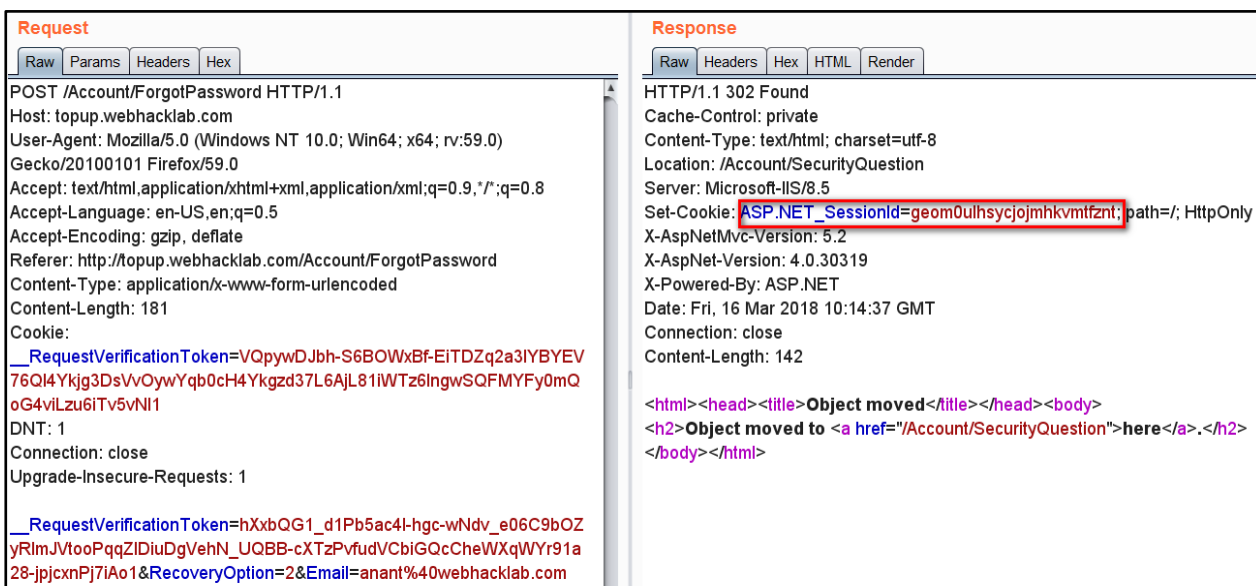 Request
Raw Params Headers Hex
POST /Account/ForgotPassword HTTP/1.1
Host: topup.webhacklab.com
User-Agent: Mozilla/5.0 (Windows NT 10.0; Win64; x64; rv:59.0)
Gecko/20100101 Firefox/59.0
Accept: text/html,application/xhtml+xml,application/xml;q=0.9,*/*;q=0.8
Accept-Language: en-US,en;q=0.5
Accept-Encoding: gzip, deflate
Referer: http://topup.webhacklab.com/Account/ForgotPassword
Content-Type: application/x-www-form-urlencoded
Content-Length: 181
Cookie:
__RequestVerificationToken=VQpywDJbh-S6BOWxBf-EiTDZq2a3lYBYEV
76Ql4Ykjg3DsVvOywYqb0cH4Ykgzd37L6AjL81iWTz6lngwSQFMYFy0mQ
oG4viLzu6iTv5vNl1
DNT: 1
Connection: close
Upgrade-Insecure-Requests: 1
__RequestVerificationToken=hXxbQG1_d1Pb5ac4l-hgc-wNdv_e06C9bOZ
yRlmJVtooPqqZlDiuDgVehN_UQBB-cXTzPvfudVCbiGQcCheWXqWYr91a
28-jpjcxnPj7iAo1&RecoveryOption=2&Email=anant%40webhacklab.com
Response
Raw Headers Hex HTML Render
HTTP/1.1 302 Found
Cache-Control: private
Content-Type: text/html; charset=utf-8
Location: /Account/SecurityQuestion
Server: Microsoft-IIS/8.5
Set-Cookie: ASP.NET_SessionId=geom0ulhsycjojmhkvmtfznt; path=/; HttpOnly
X-AspNetMvc-Version: 5.2
X-AspNet-Version: 4.0.30319
X-Powered-By: ASP.NET
Date: Fri, 16 Mar 2018 10:14:37 GMT
Connection: close
Content-Length: 142
<html><head><title>Object moved</title></head><body>
<h2>Object moved to <a href="/Account/SecurityQuestion">here</a>.</h2>
</body></html>